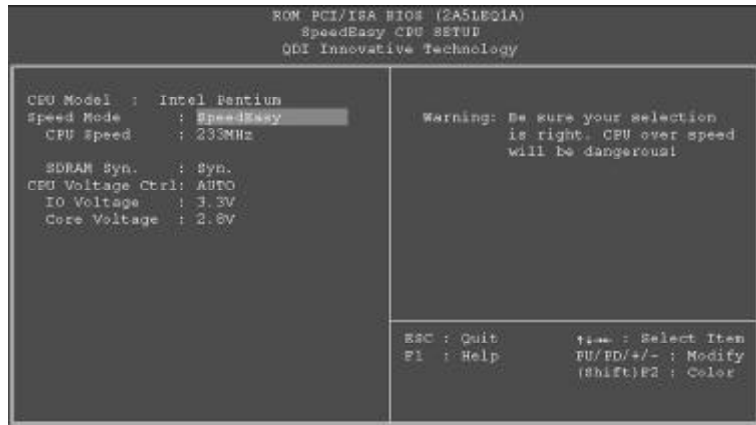 ROM PCI/ISA BIOS (2A5LEQ1A)
SpeedEasy CPU SETUP
QDI Innovative Technology
CPU Model : Intel Pentium
Speed Mode : SpeedEasy
CPU Speed : 233MHz
SDRAM Syn. : Syn.
CPU Voltage Ctrl: AUTO
IO Voltage : 3.3V
Core Voltage : 2.8V
Warning: Be sure your selection
is right. CPU over speed
will be dangerous!
ESC : Quit
↑↓→← : Select Item
F1 : Help
PU/PD/+/- : Modify
(Shift)F2 : Color